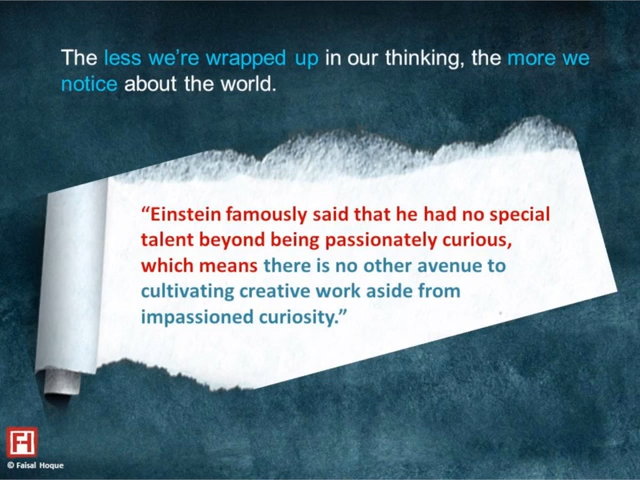 The less we're wrapped up in our thinking, the more we
notice about the world.
“Einstein famously said that he had no special
talent beyond being passionately curious,
which means there is no other avenue to
cultivating creative work aside from
impassioned curiosity.”
FH
© Faisal Hoque